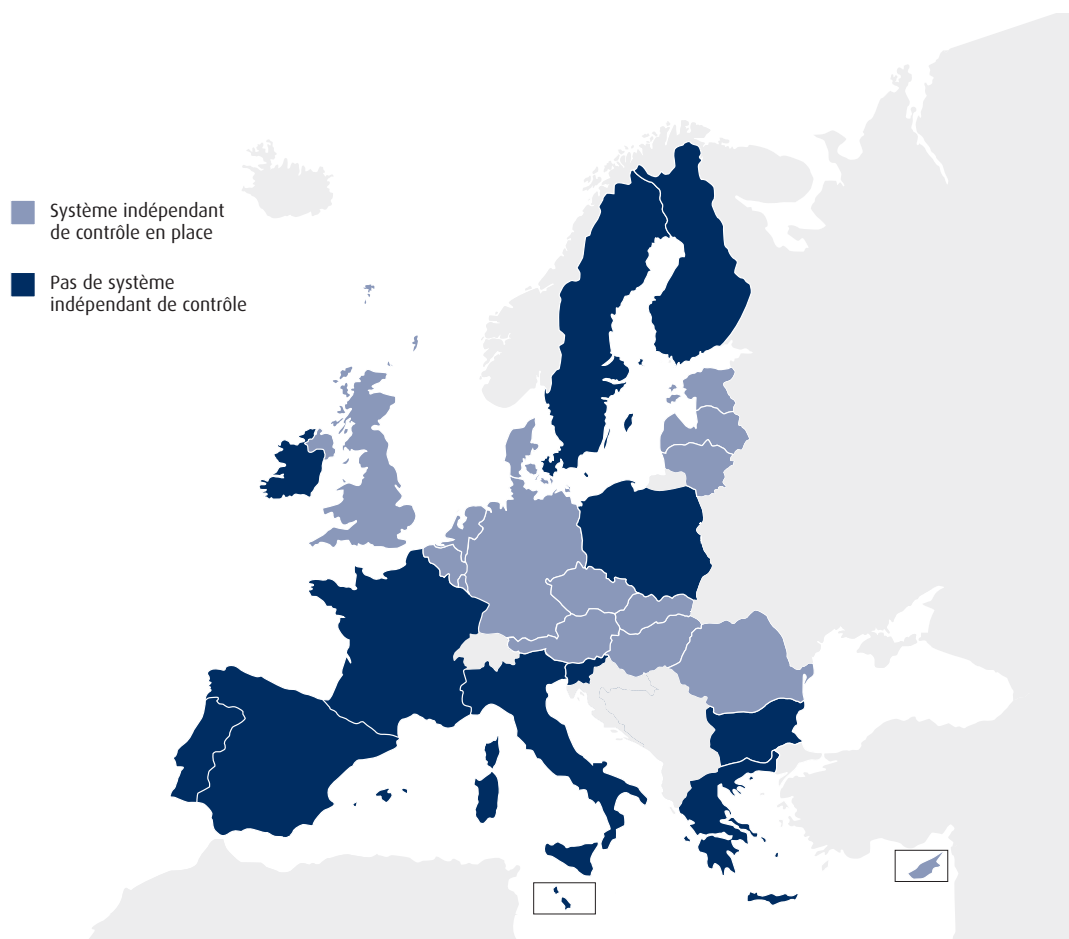 Système indépendant
de contrôle en place
Pas de système
indépendant de contrôle